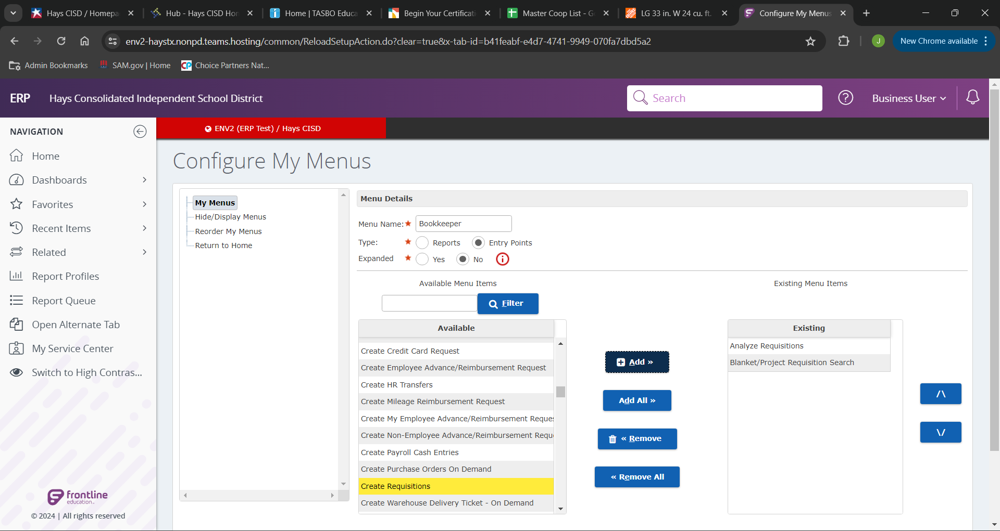 Hays CISD / Homepa
Hub - Hays CISD Hon
Home | TASBO Educa
Begin Your Certificati
Master Coop List - G
LG 33 in. W 24 cu. ft.
Configure My Menus
env2-haystx.nonpd.teams.hosting/common/ReloadSetupAction.do?clear=true&x-tab-id=b41feabf-e4d7-4741-9949-070fa7dbd5a2
J
New Chrome available
Admin Bookmarks
SAM.gov | Home
CP Choice Partners Nat...
ERP
Hays Consolidated Independent School District
Search
Business User
NAVIGATION
ENV2 (ERP Test) / Hays CISD
Home
Dashboards
Favorites
Recent Items
Related
Report Profiles
Report Queue
Open Alternate Tab
My Service Center
Switch to High Contras...
frontline
education
© 2024 | All rights reserved
Configure My Menus
My Menus
Hide/Display Menus
Reorder My Menus
Return to Home
Menu Details
Menu Name: Bookkeeper
Type: Reports Entry Points
Expanded Yes No
Available Menu Items
Filter
Available
Create Credit Card Request
Create Employee Advance/Reimbursement Request
Create HR Transfers
Create Mileage Reimbursement Request
Create My Employee Advance/Reimbursement Reques
Create Non-Employee Advance/Reimbursement Requ
Create Payroll Cash Entries
Create Purchase Orders On Demand
Create Requisitions
Create Warehouse Delivery Ticket - On Demand
Add »
Add All »
« Remove
« Remove All
Existing Menu Items
Existing
Analyze Requisitions
Blanket/Project Requisition Search
/\
\/